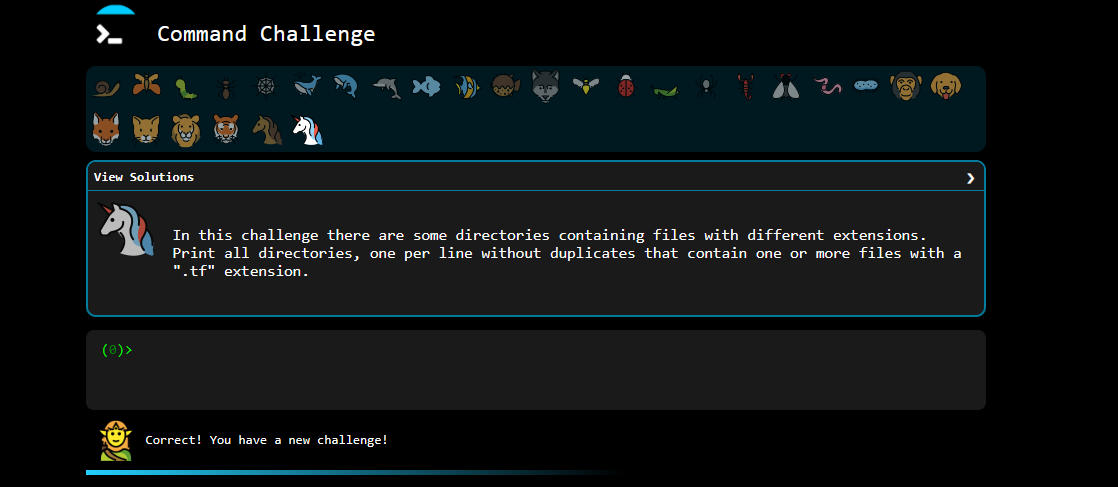 Command Challenge
View Solutions
In this challenge there are some directories containing files with different extensions.
Print all directories, one per line without duplicates that contain one or more files with a
".tf" extension.
(0)>
Correct! You have a new challenge!